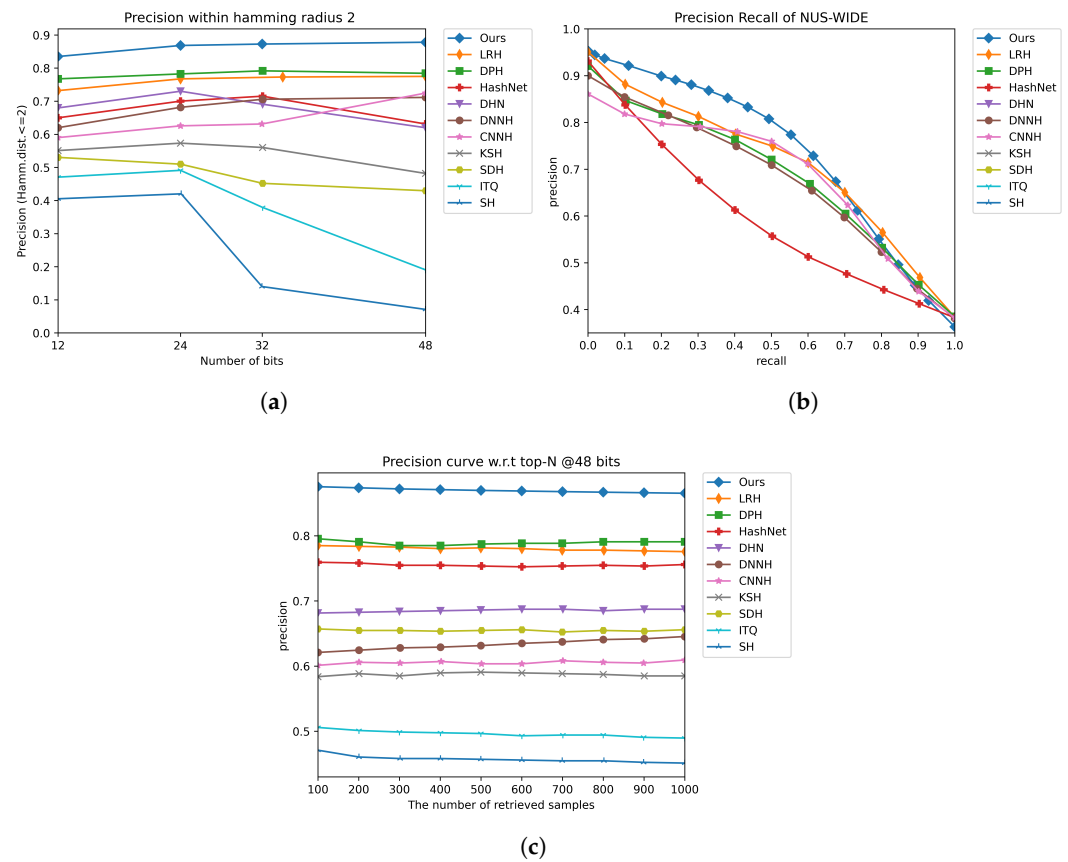 Precision within hamming radius 2
Precision (Hamm.dist.<=2)
0.9
0.8
0.7
0.6
0.5
0.4
0.3
0.2
0.1
0.0
12 24 32 48
Number of bits
Ours
LRH
DPH
HashNet
DHN
DNNH
CNNH
KSH
SDH
ITQ
SH
(a)
Precision Recall of NUS-WIDE
precision
1.0
0.9
0.8
0.7
0.6
0.5
0.4
0.0 0.1 0.2 0.3 0.4 0.5 0.6 0.7 0.8 0.9 1.0
recall
Ours
LRH
DPH
HashNet
DHN
DNNH
CNNH
KSH
SDH
ITQ
SH
(b)
Precision curve w.r.t top-N @48 bits
precision
0.8
0.7
0.6
0.5
100 200 300 400 500 600 700 800 900 1000
The number of retrieved samples
Ours
LRH
DPH
HashNet
DHN
DNNH
CNNH
KSH
SDH
ITQ
SH
(c)